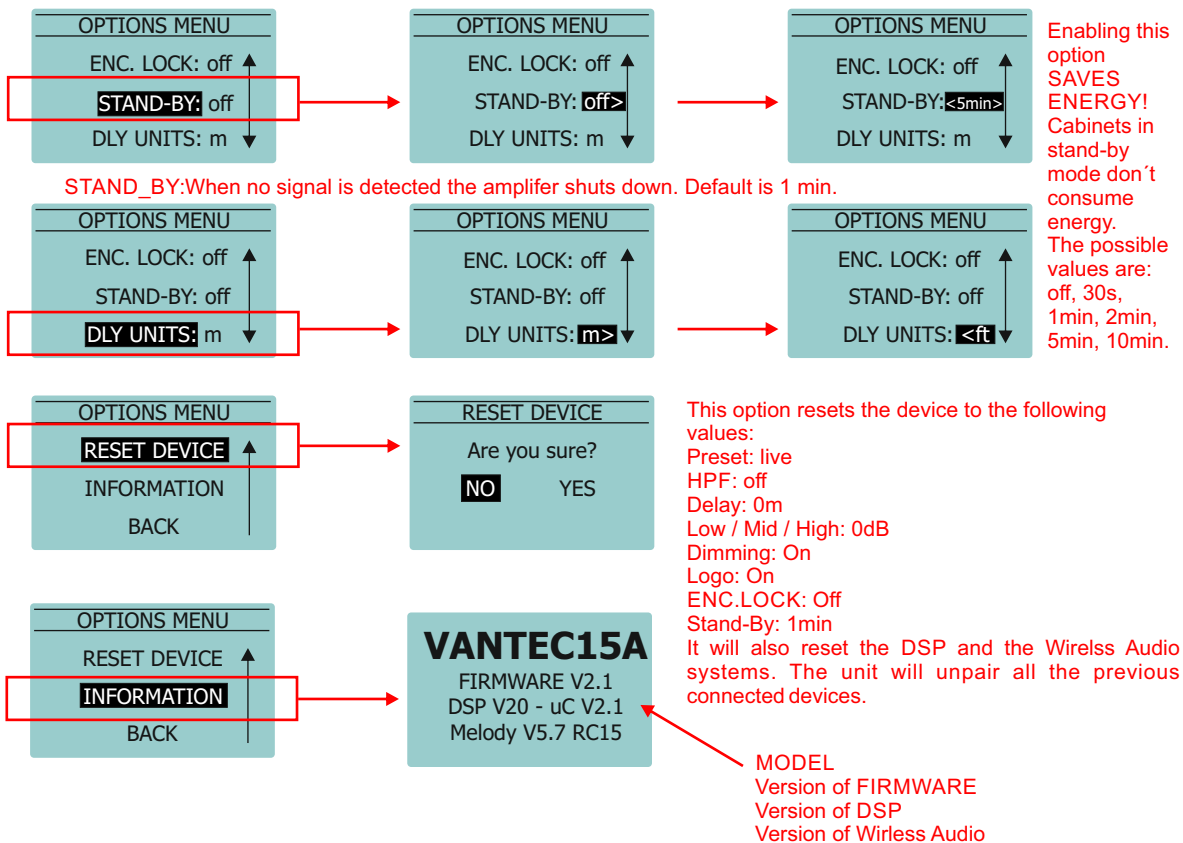 OPTIONS MENU
ENC. LOCK: off
STAND-BY: off
DLY UNITS: m
OPTIONS MENU
ENC. LOCK: off
STAND-BY: off>
DLY UNITS: m
OPTIONS MENU
ENC. LOCK: off
STAND-BY:<5min>
DLY UNITS: m
Enabling this
option
SAVES
ENERGY!
Cabinets in
stand-by
mode don´t
consume
energy.
The possible
values are:
off, 30s,
1min, 2min,
5min, 10min.
STAND_BY:When no signal is detected the amplifer shuts down. Default is 1 min.
OPTIONS MENU
ENC. LOCK: off
STAND-BY: off
DLY UNITS: m
OPTIONS MENU
ENC. LOCK: off
STAND-BY: off
DLY UNITS: m>
OPTIONS MENU
ENC. LOCK: off
STAND-BY: off
DLY UNITS: <ft
OPTIONS MENU
RESET DEVICE
INFORMATION
BACK
RESET DEVICE
Are you sure?
NO YES
This option resets the device to the following
values:
Preset: live
HPF: off
Delay: 0m
Low / Mid / High: 0dB
Dimming: On
Logo: On
ENC.LOCK: Off
Stand-By: 1min
It will also reset the DSP and the Wirelss Audio
systems. The unit will unpair all the previous
connected devices.
OPTIONS MENU
RESET DEVICE
INFORMATION
BACK
VANTEC15A
FIRMWARE V2.1
DSP V20 - uC V2.1
Melody V5.7 RC15
MODEL
Version of FIRMWARE
Version of DSP
Version of Wirless Audio